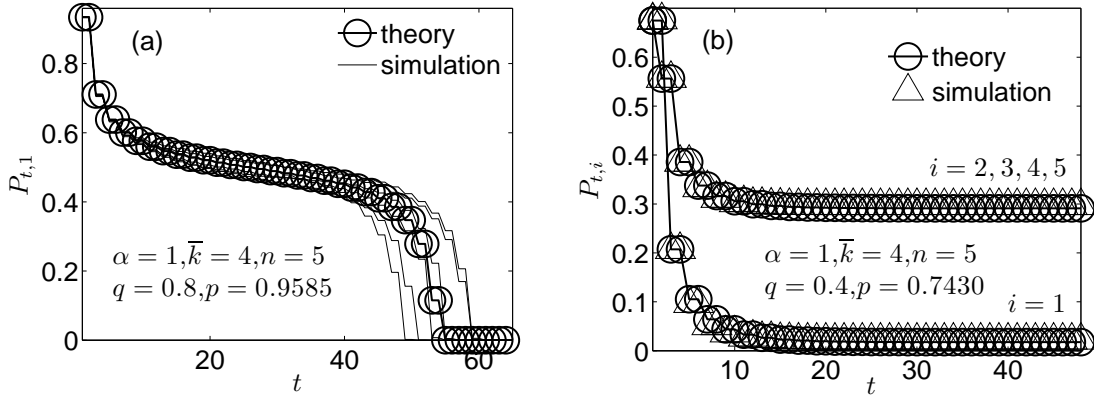 (a)
theory
simulation
0.8
0.6
0.4
0.2
0
P_{t,1}
α = 1,k̅ = 4,n = 5
q = 0.8,p = 0.9585
20
40
60
t
(b)
theory
simulation
0.6
0.5
0.4
0.3
0.2
0.1
0
P_{t,i}
i = 2, 3, 4, 5
α = 1,k̅ = 4,n = 5
q = 0.4,p = 0.7430
i = 1
10
20
30
40
t